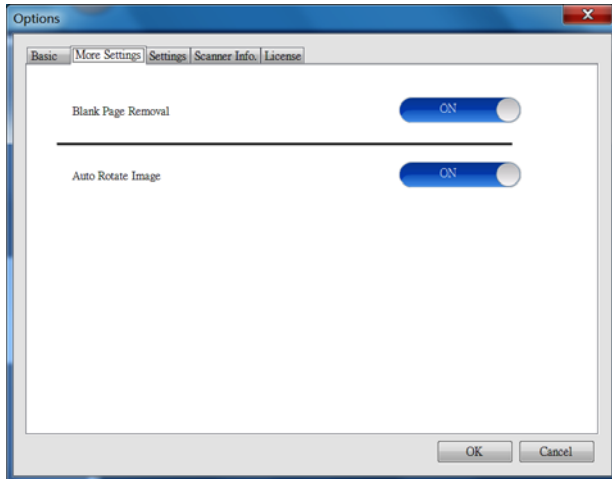 Options
Basic More Settings Settings Scanner Info. License
Blank Page Removal ON
Auto Rotate Image ON
OK Cancel